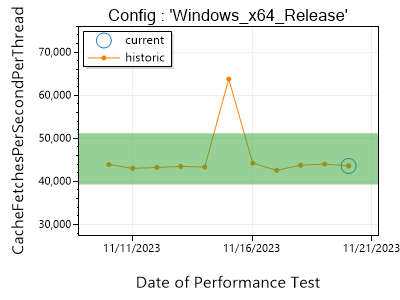 Config : 'Windows_x64_Release'
CacheFetchesPerSecondPerThread
current
historic
70,000
60,000
50,000
40,000
30,000
11/11/2023
11/16/2023
11/21/2023
Date of Performance Test